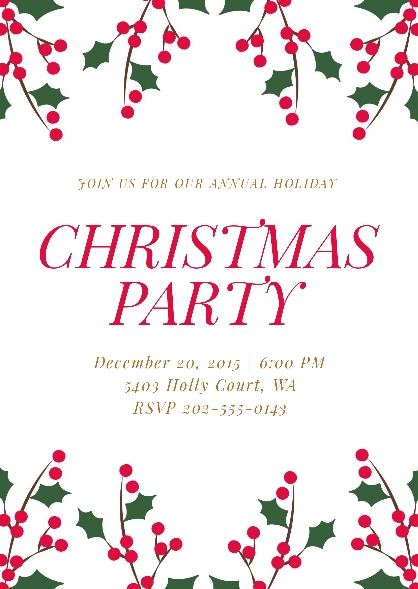 JOIN US FOR OUR ANNUAL HOLIDAY
CHRISTMAS
PARTY
December 20, 2015 | 6:00 PM
5403 Holly Court, WA
RSVP 202-555-0143